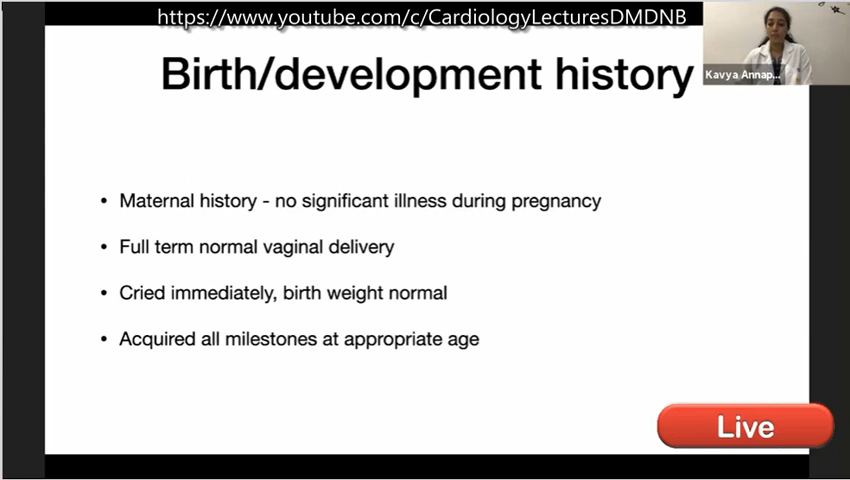 https://www.youtube.com/c/CardiologyLecturesDMDNB
Kavya Annap...
Birth/development history
• Maternal history - no significant illness during pregnancy
• Full term normal vaginal delivery
• Cried immediately, birth weight normal
• Acquired all milestones at appropriate age
Live